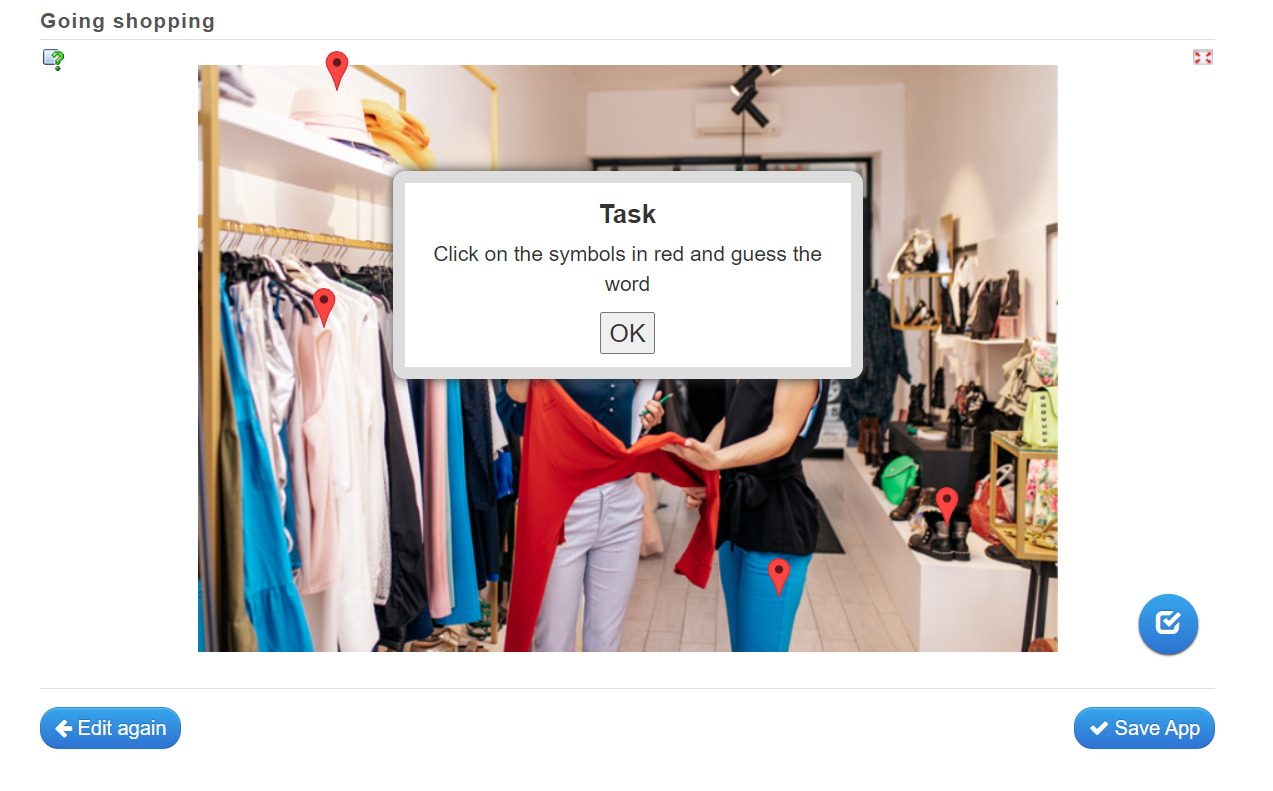 Going shopping
Task
Click on the symbols in red and guess the
word
OK
Edit again
Save App